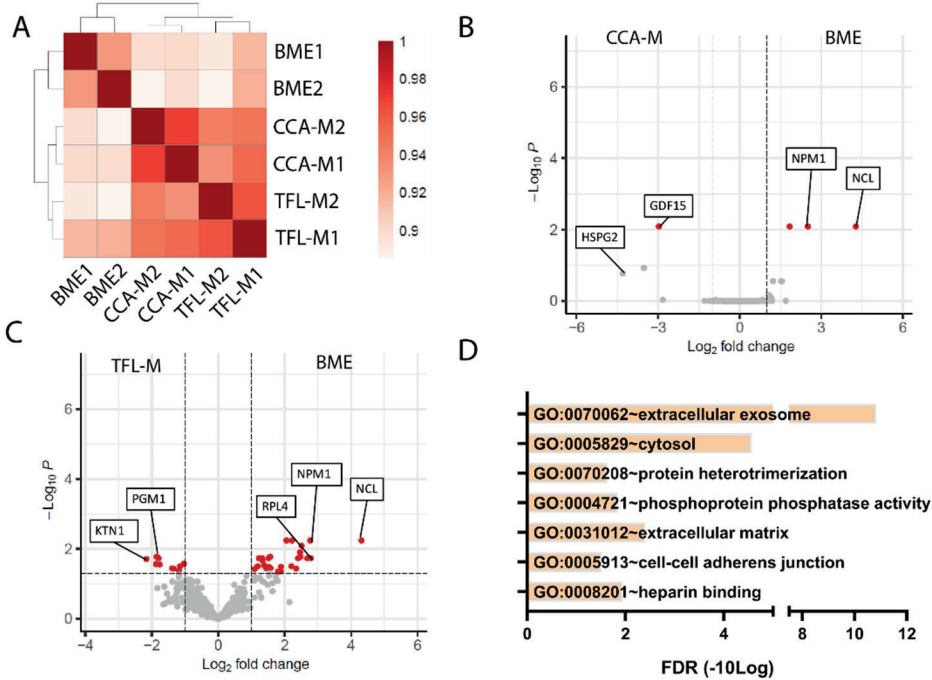 A
BME1
BME2
CCA-M2
CCA-M1
TFL-M2
TFL-M1
1
0.98
0.96
0.94
0.92
0.9
BME1
BME2
CCA-M2
CCA-M1
TFL-M2
TFL-M1
B
CCA-M
BME
6
4
2
0
−Log10 P
NPM1
NCL
GDF15
HSPG2
−6
−3
0
3
6
Log2 fold change
C
TFL-M
BME
6
4
2
0
−Log10 P
NPM1
NCL
RPL4
PGM1
KTN1
−4
−2
0
2
4
6
Log2 fold change
D
GO:0070062~extracellular exosome
GO:0005829~cytosol
GO:0070208~protein heterotrimerization
GO:0004721~phosphoprotein phosphatase activity
GO:0031012~extracellular matrix
GO:0005913~cell-cell adherens junction
GO:0008201~heparin binding
0
2
4
8
10
12
FDR (-10Log)